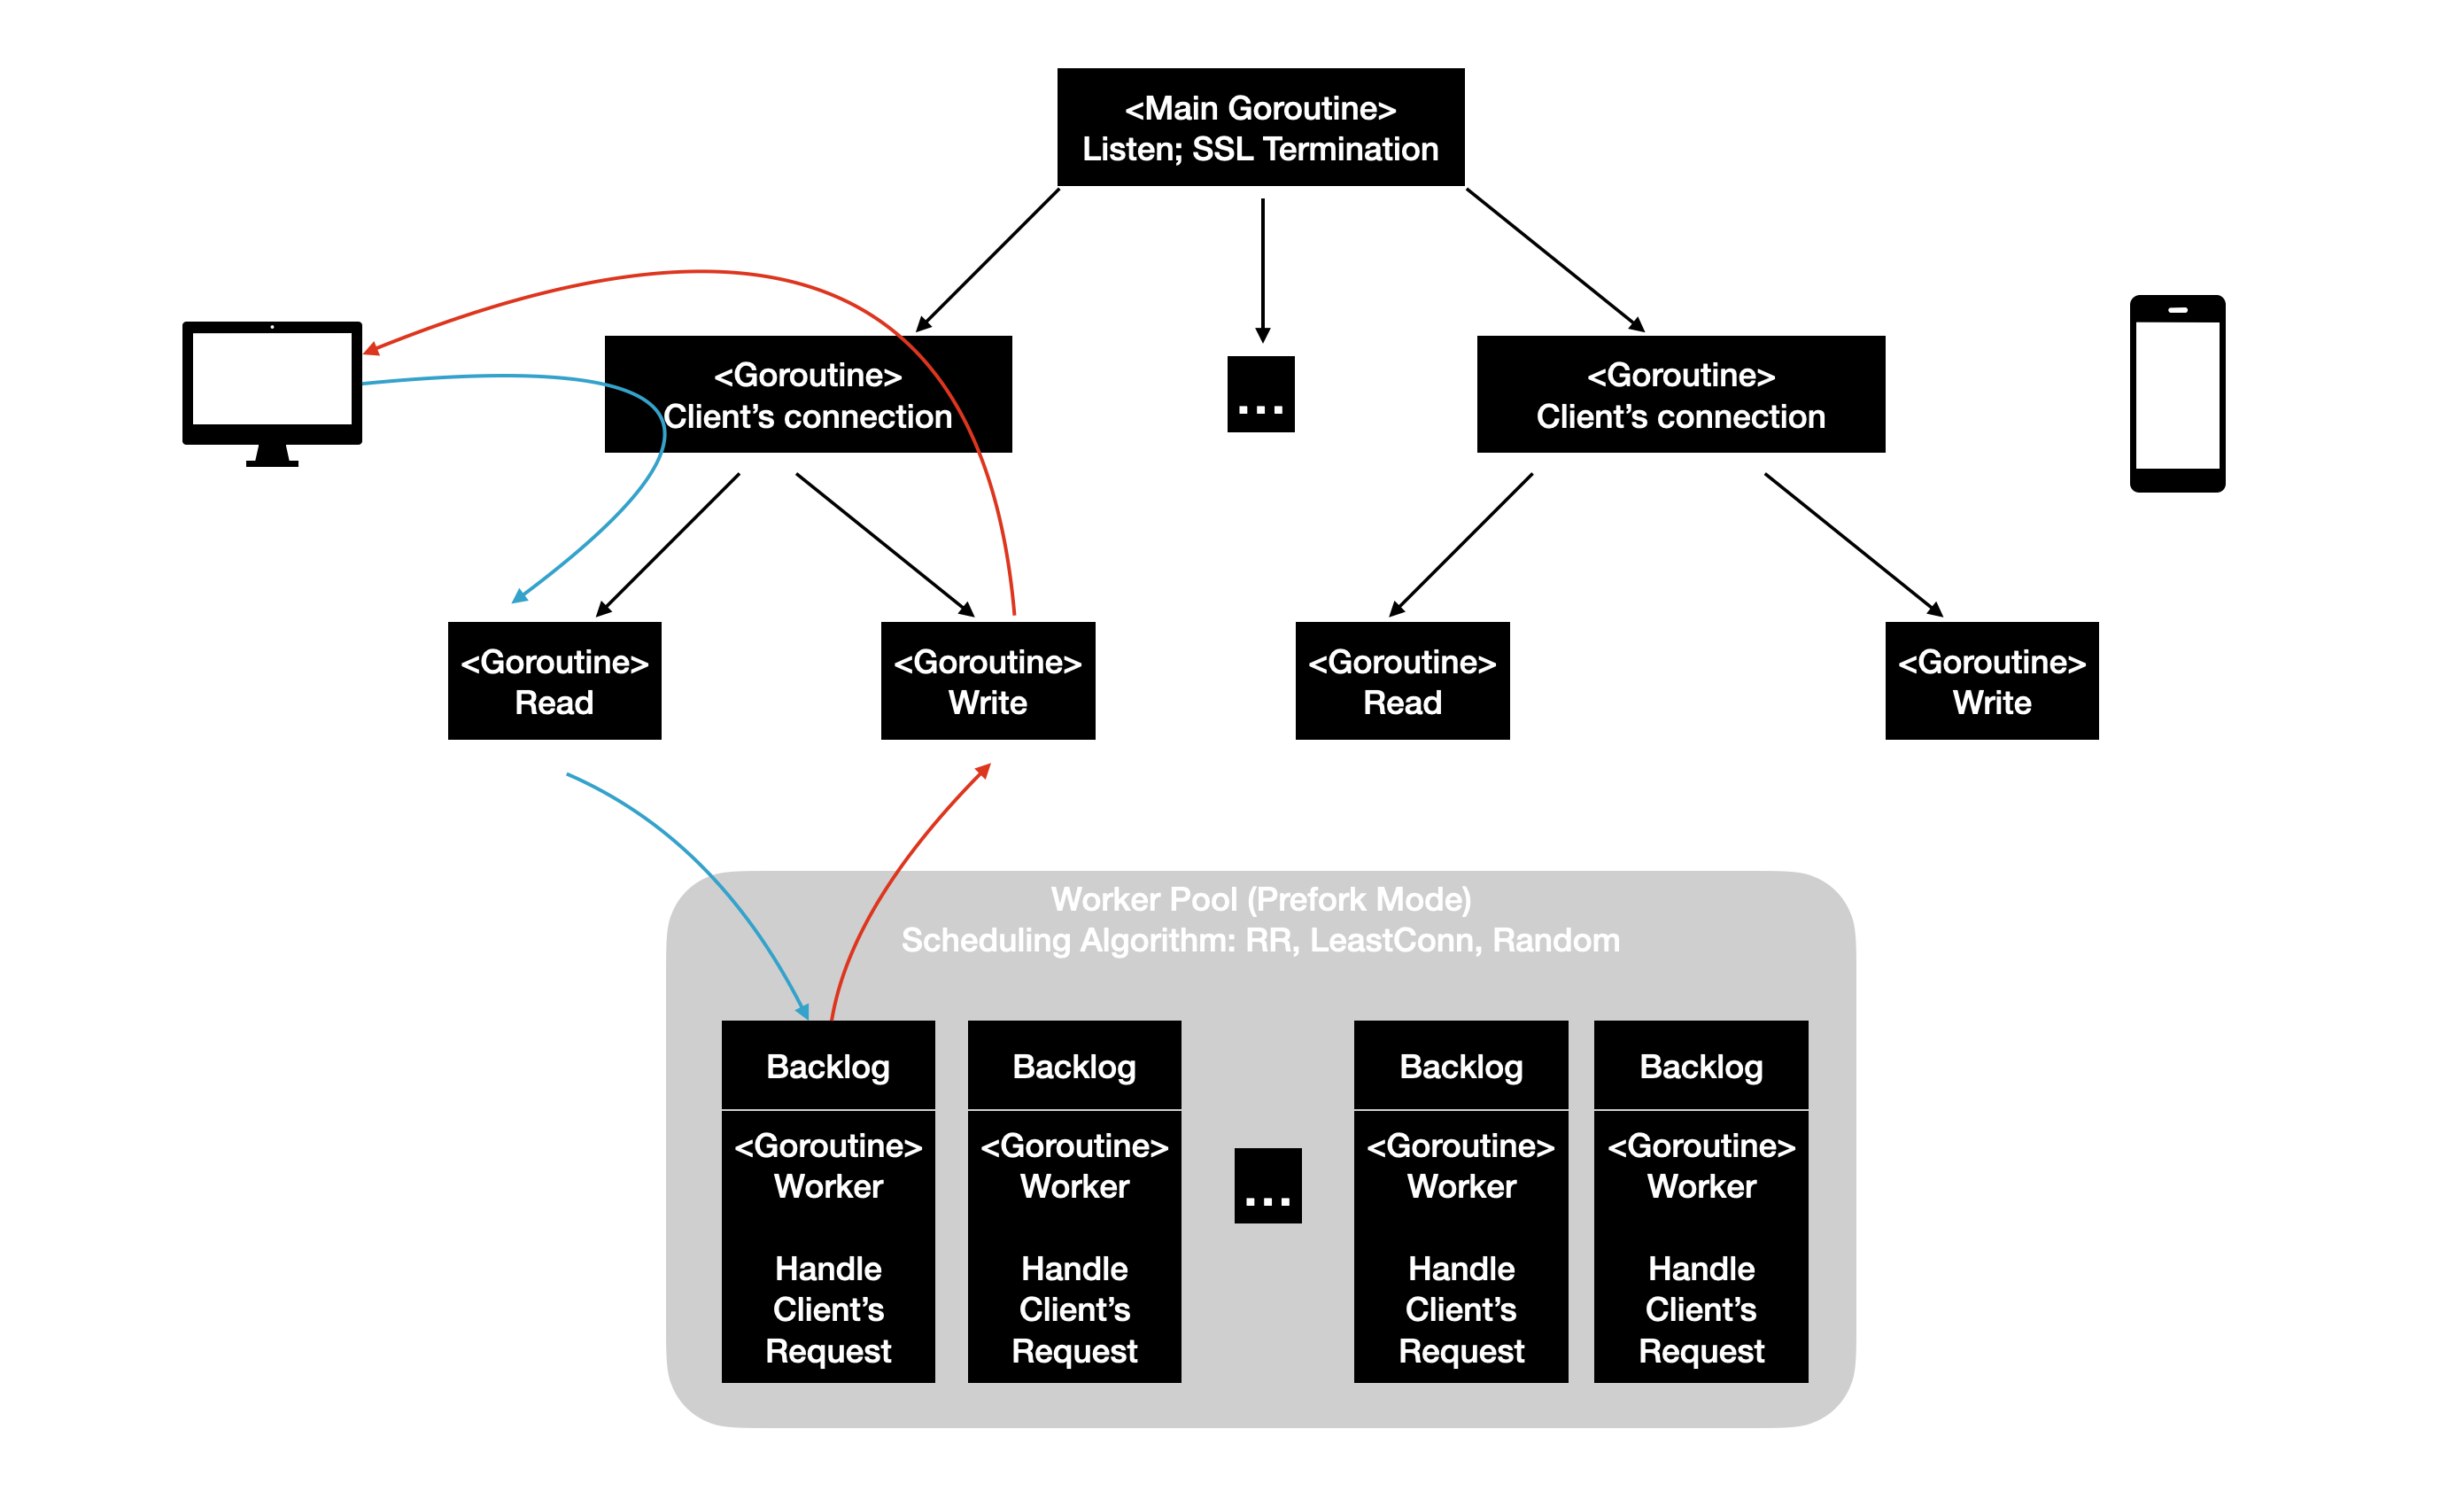 <Main Goroutine>
Listen; SSL Termination
<Goroutine>
Client’s connection
...
<Goroutine>
Client’s connection
<Goroutine>
Read
<Goroutine>
Write
<Goroutine>
Read
<Goroutine>
Write
Worker Pool (Prefork Mode)
Scheduling Algorithm: RR, LeastConn, Random
Backlog
<Goroutine>
Worker
Handle
Client’s
Request
Backlog
<Goroutine>
Worker
Handle
Client’s
Request
...
Backlog
<Goroutine>
Worker
Handle
Client’s
Request
Backlog
<Goroutine>
Worker
Handle
Client’s
Request